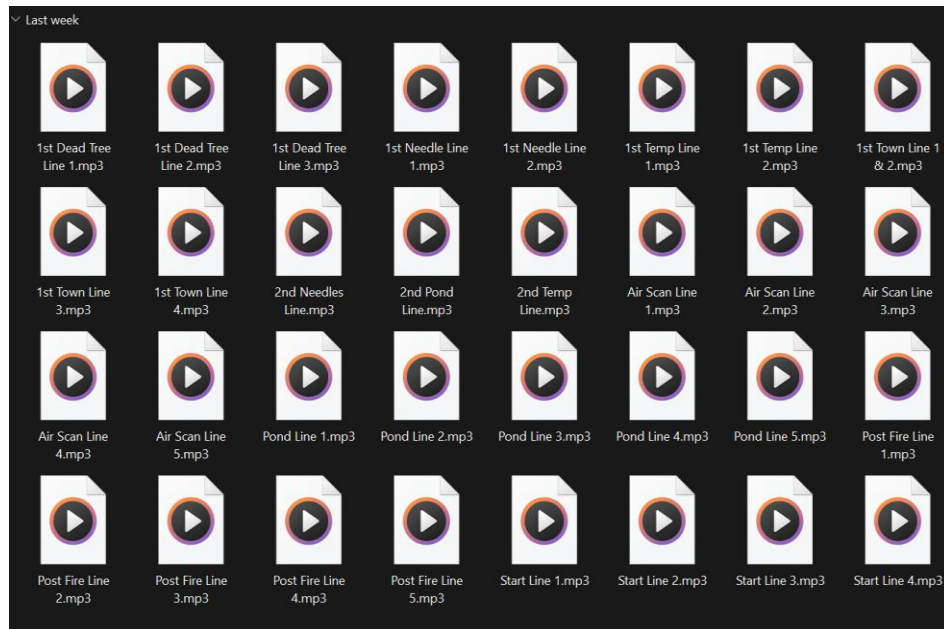 Last week
1st Dead Tree
Line 1.mp3
1st Dead Tree
Line 2.mp3
1st Dead Tree
Line 3.mp3
1st Needle Line
1.mp3
1st Needle Line
2.mp3
1st Temp Line
1.mp3
1st Temp Line
2.mp3
1st Town Line 1
& 2.mp3
1st Town Line
3.mp3
1st Town Line
4.mp3
2nd Needles
Line.mp3
2nd Pond
Line.mp3
2nd Temp
Line.mp3
Air Scan Line
1.mp3
Air Scan Line
2.mp3
Air Scan Line
3.mp3
Air Scan Line
4.mp3
Air Scan Line
5.mp3
Pond Line 1.mp3
Pond Line 2.mp3
Pond Line 3.mp3
Pond Line 4.mp3
Pond Line 5.mp3
Post Fire Line
1.mp3
Post Fire Line
2.mp3
Post Fire Line
3.mp3
Post Fire Line
4.mp3
Post Fire Line
5.mp3
Start Line 1.mp3
Start Line 2.mp3
Start Line 3.mp3
Start Line 4.mp3